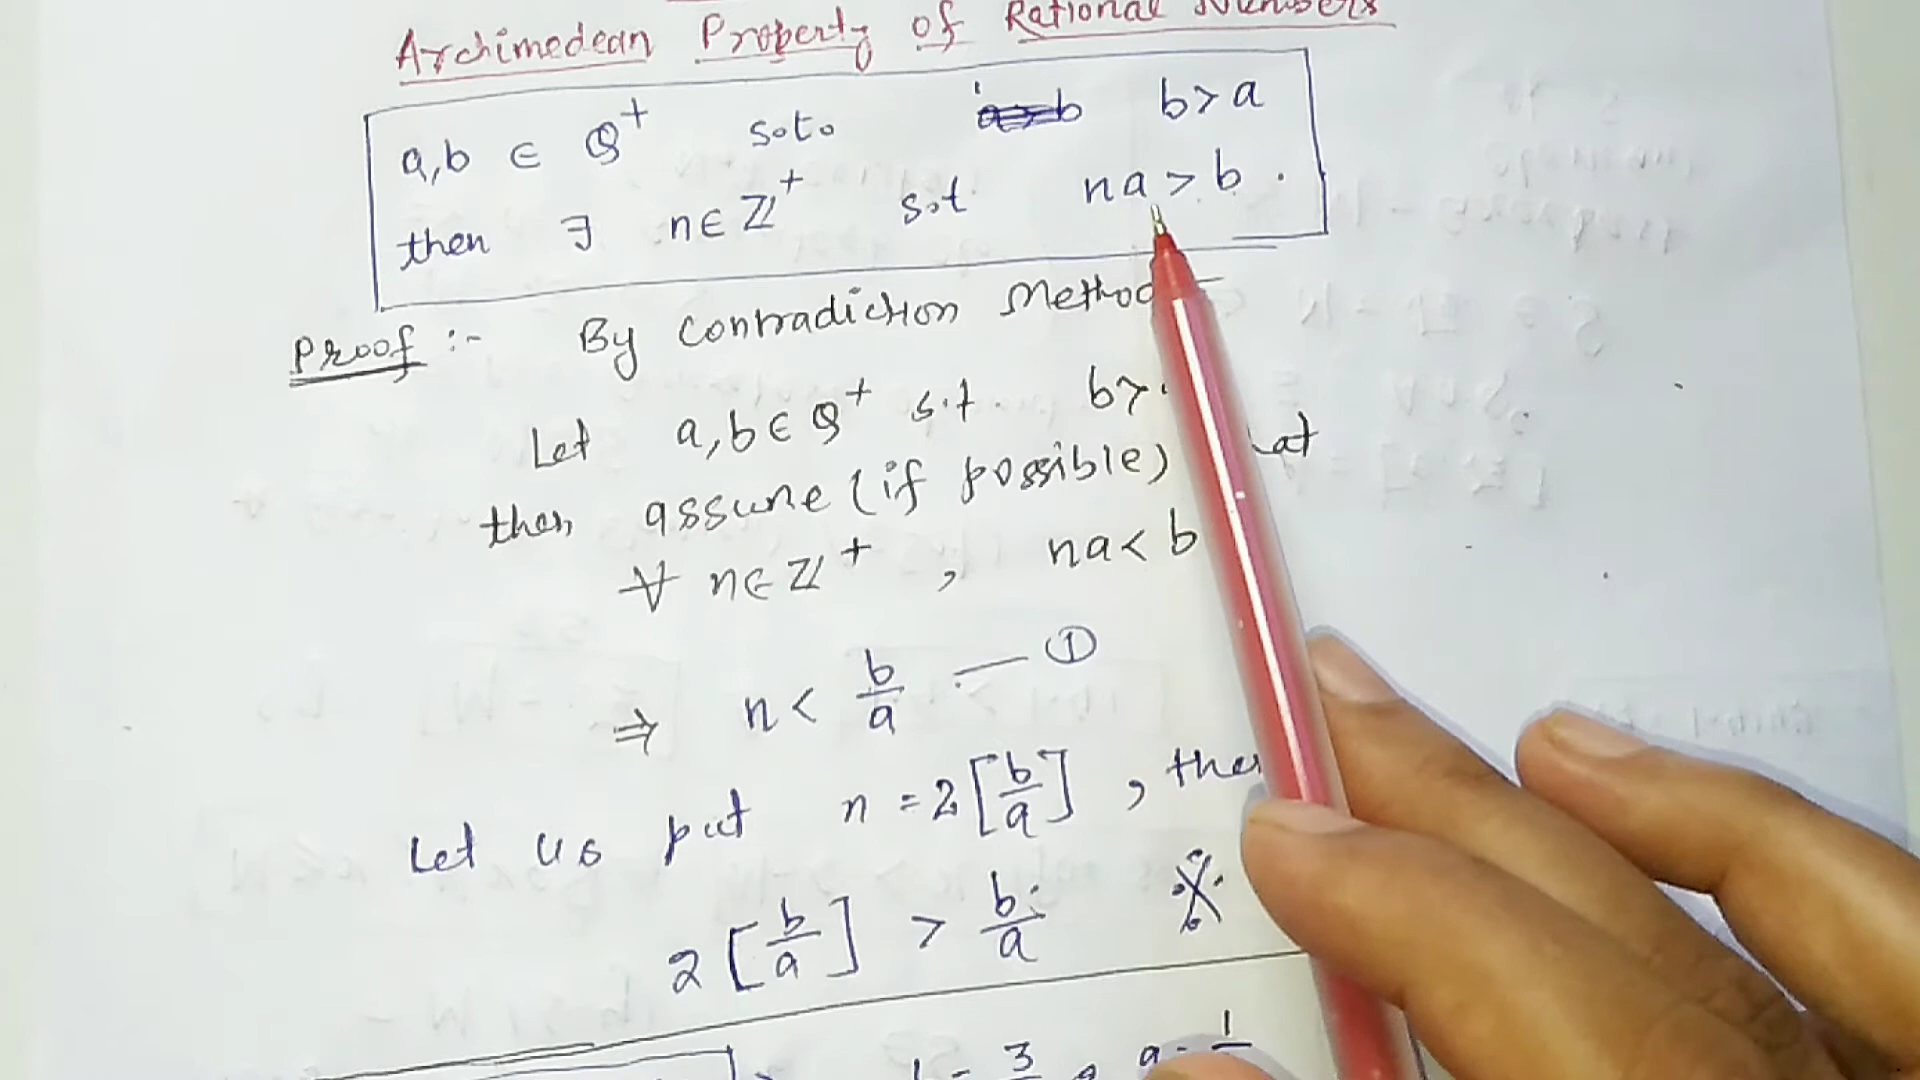 Archimedean Property of Rational Numbers
a,b ∈ Q⁺ s.t. b > a
then ∃ n ∈ ℤ⁺ s.t na > b .
Proof :- By Contradiction Method
Let a,b ∈ Q⁺ s.t. b >
then assume (if possible)
∀ n ∈ ℤ⁺ , na < b
⇒ n < b/a — ①
Let us put n = 2[b/a] , then
2[b/a] > b/a